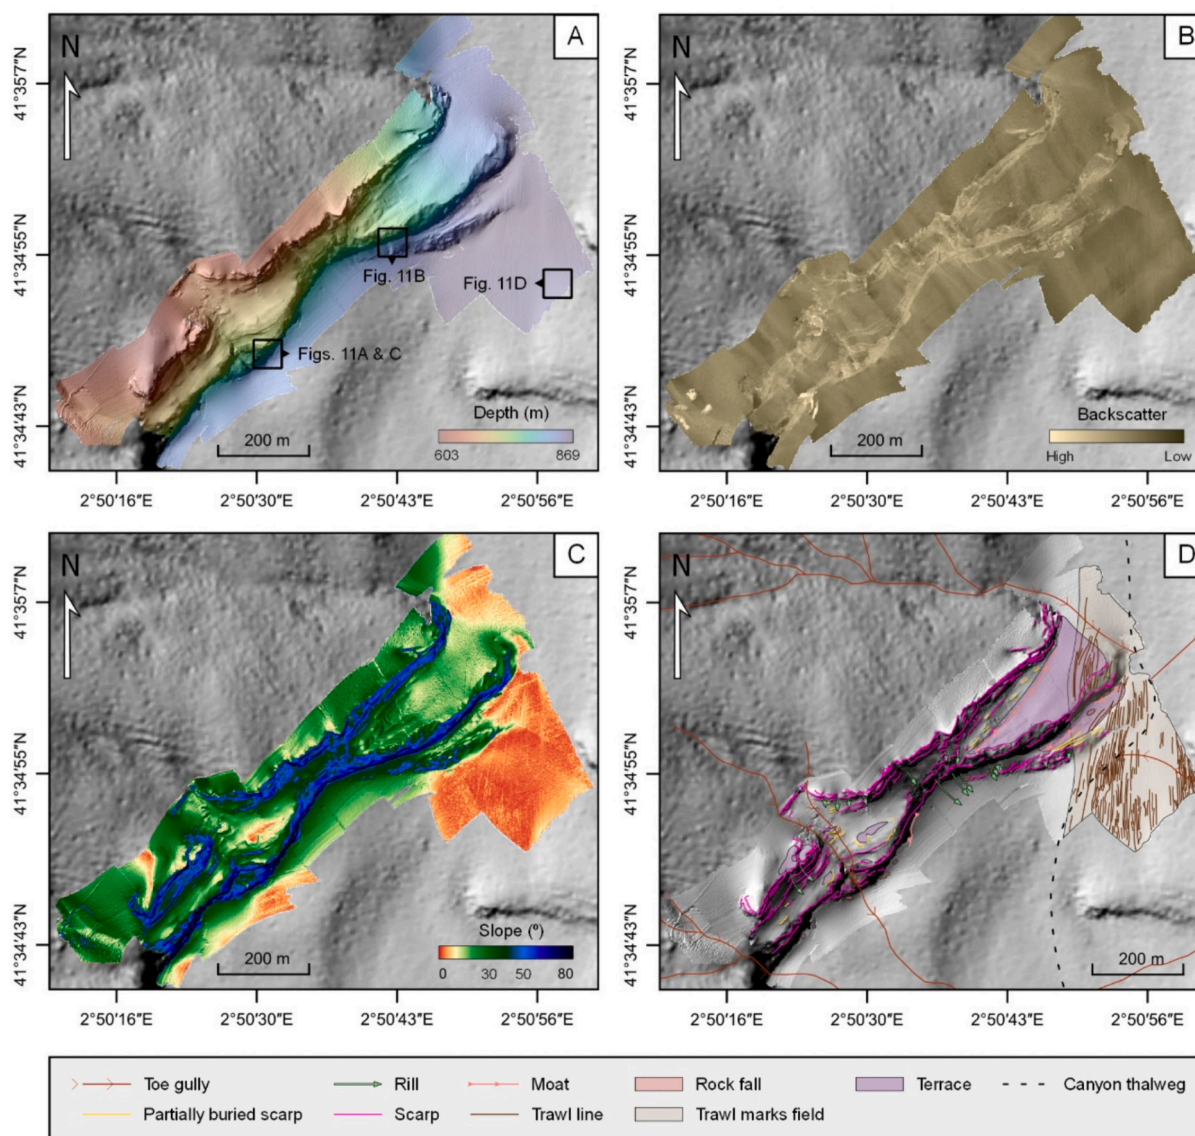 N
A
41°35′7″N
41°34′55″N
41°34′43″N
Fig. 11B
Fig. 11D
Figs. 11A & C
Depth (m)
603 869
200 m
2°50′16″E 2°50′30″E 2°50′43″E 2°50′56″E
N
B
41°35′7″N
41°34′55″N
41°34′43″N
Backscatter
High Low
200 m
2°50′16″E 2°50′30″E 2°50′43″E 2°50′56″E
N
C
41°35′7″N
41°34′55″N
41°34′43″N
Slope (º)
0 30 50 80
200 m
2°50′16″E 2°50′30″E 2°50′43″E 2°50′56″E
N
D
41°35′7″N
41°34′55″N
41°34′43″N
200 m
2°50′16″E 2°50′30″E 2°50′43″E 2°50′56″E
Toe gully Rill Moat Rock fall Terrace Canyon thalweg
Partially buried scarp Scarp Trawl line Trawl marks field